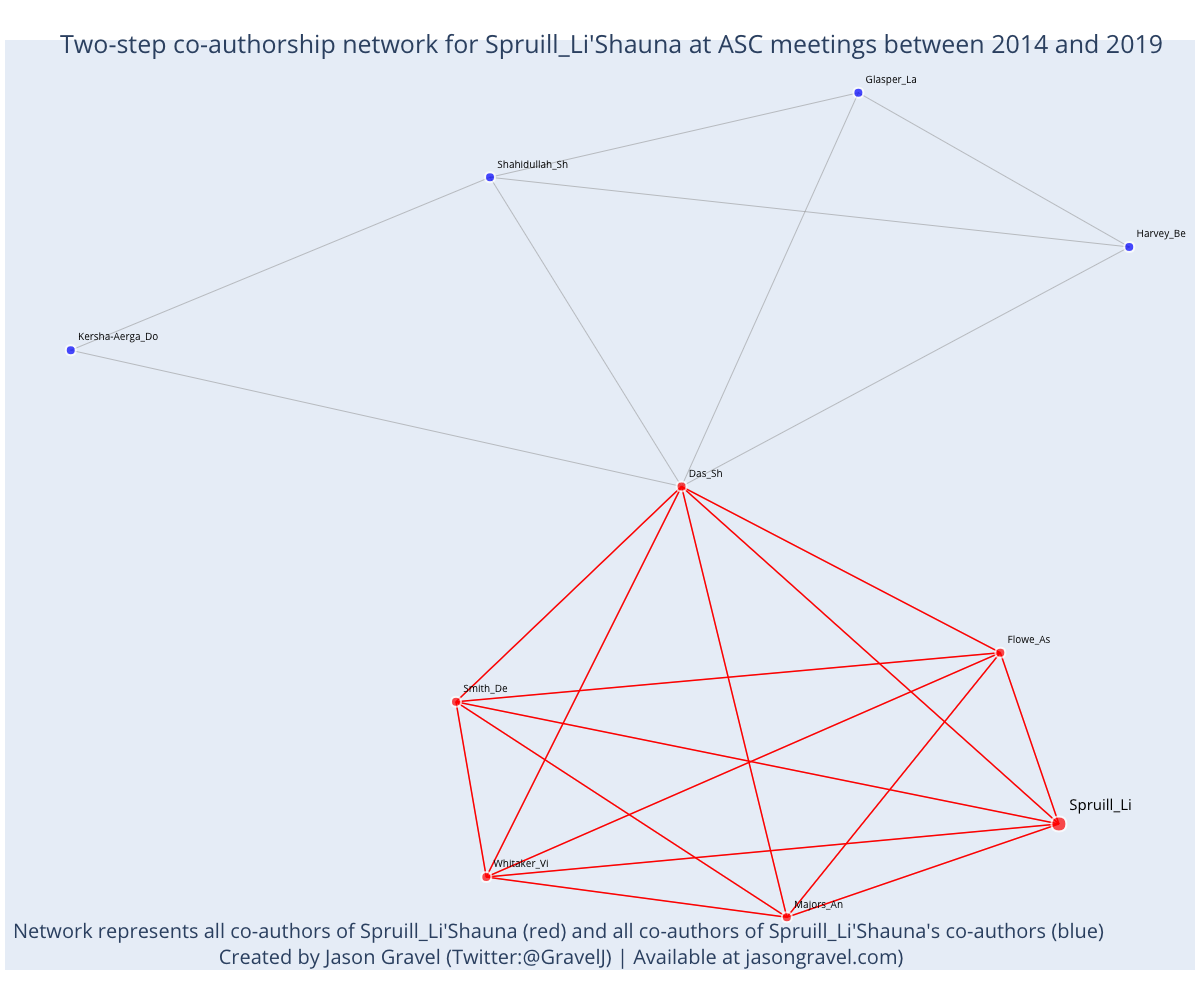 Two-step co-authorship network for Spruill_Li'Shauna at ASC meetings between 2014 and 2019
Glasper_La
Shahidullah_Sh
Harvey_Be
Kersha-Aerga_Do
Das_Sh
Flowe_As
Smith_De
Spruill_Li
Whitaker_Vi
Majors_An
Network represents all co-authors of Spruill_Li'Shauna (red) and all co-authors of Spruill_Li'Shauna's co-authors (blue)
Created by Jason Gravel (Twitter:@GravelJ) | Available at jasongravel.com)